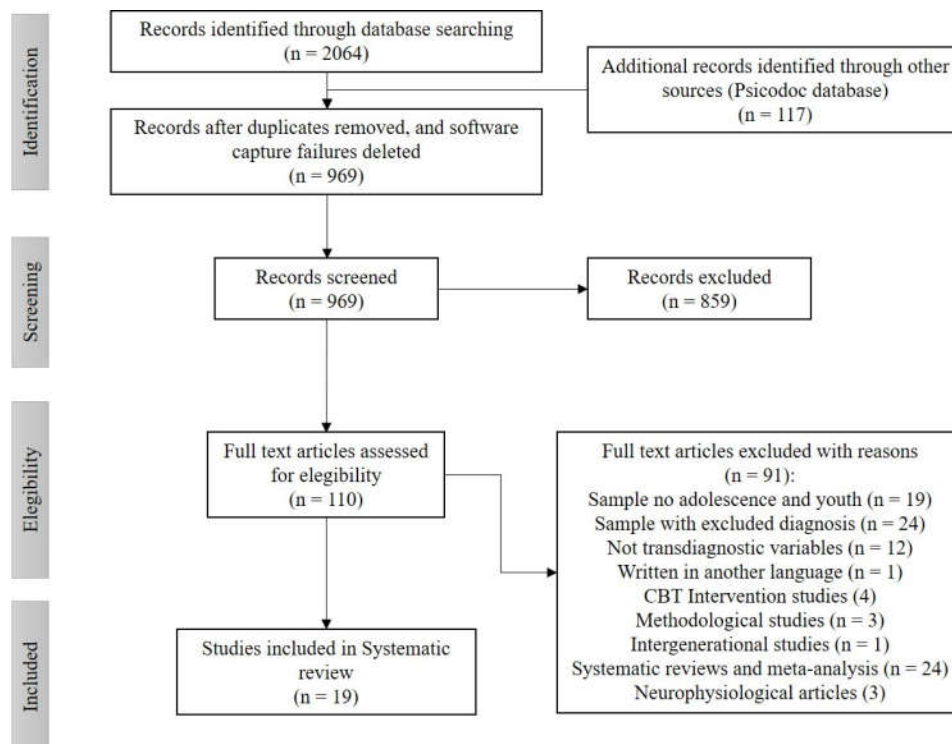 Identification
Records identified through database searching
(n = 2064)
Additional records identified through other
sources (Psicodoc database)
(n = 117)
Records after duplicates removed, and software
capture failures deleted
(n = 969)
Screening
Records screened
(n = 969)
Records excluded
(n = 859)
Elegibility
Full text articles assessed
for elegibility
(n = 110)
Full text articles excluded with reasons
(n = 91):
Sample no adolescence and youth (n = 19)
Sample with excluded diagnosis (n = 24)
Not transdiagnostic variables (n = 12)
Written in another language (n = 1)
CBT Intervention studies (4)
Methodological studies (n = 3)
Intergenerational studies (n = 1)
Systematic reviews and meta-analysis (n = 24)
Neurophysiological articles (3)
Included
Studies included in Systematic
review
(n = 19)